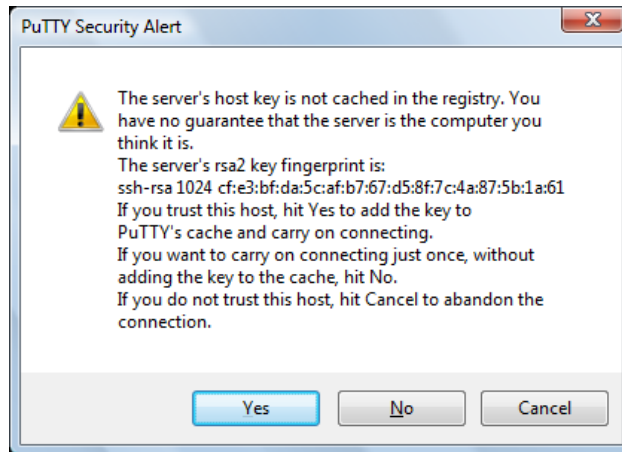 PuTTY Security Alert
The server's host key is not cached in the registry. You
have no guarantee that the server is the computer you
think it is.
The server's rsa2 key fingerprint is:
ssh-rsa 1024 cf:e3:bf:da:5c:af:b7:67:d5:8f:7c:4a:87:5b:1a:61
If you trust this host, hit Yes to add the key to
PuTTY's cache and carry on connecting.
If you want to carry on connecting just once, without
adding the key to the cache, hit No.
If you do not trust this host, hit Cancel to abandon the
connection.
Yes No Cancel